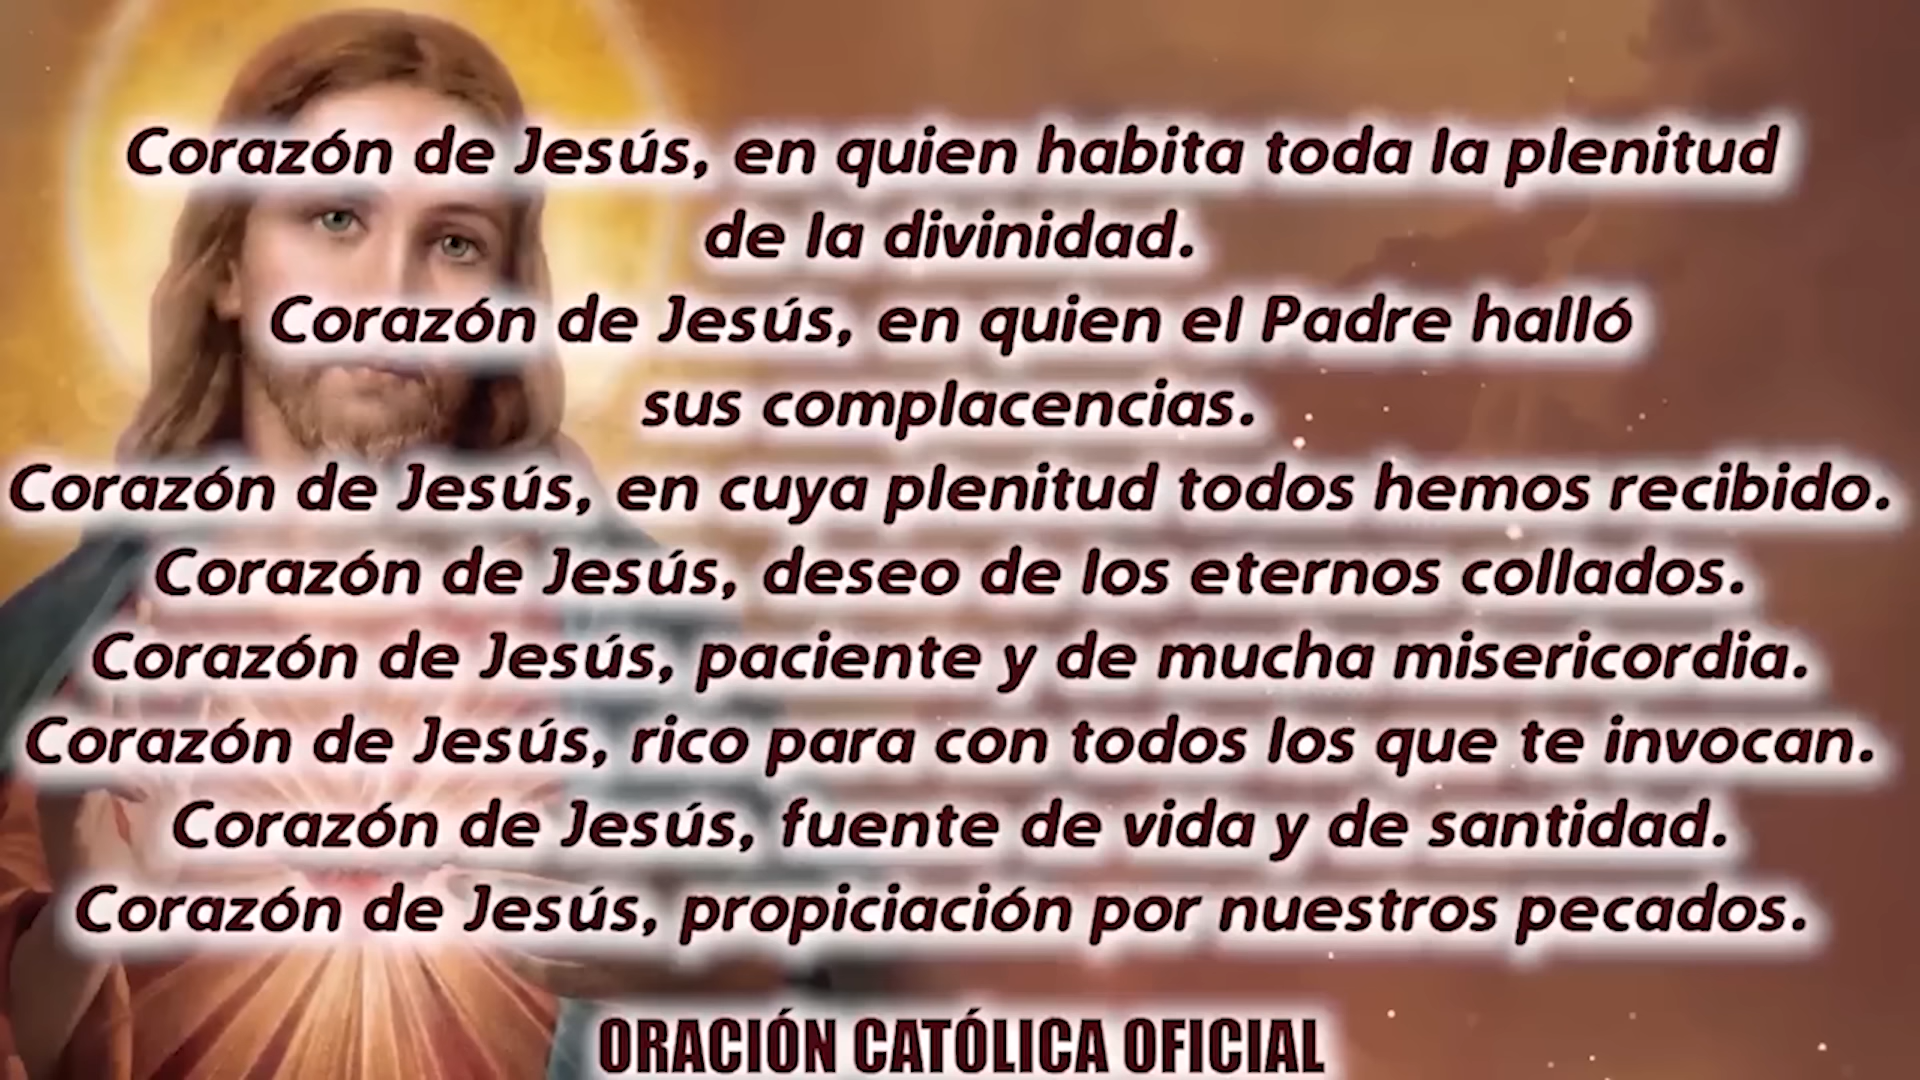 Corazón de Jesús, en quien habita toda la plenitud
de la divinidad.
Corazón de Jesús, en quien el Padre halló
sus complacencias.
Corazón de Jesús, en cuya plenitud todos hemos recibido.
Corazón de Jesús, deseo de los eternos collados.
Corazón de Jesús, paciente y de mucha misericordia.
Corazón de Jesús, rico para con todos los que te invocan.
Corazón de Jesús, fuente de vida y de santidad.
Corazón de Jesús, propiciación por nuestros pecados.
ORACIÓN CATÓLICA OFICIAL